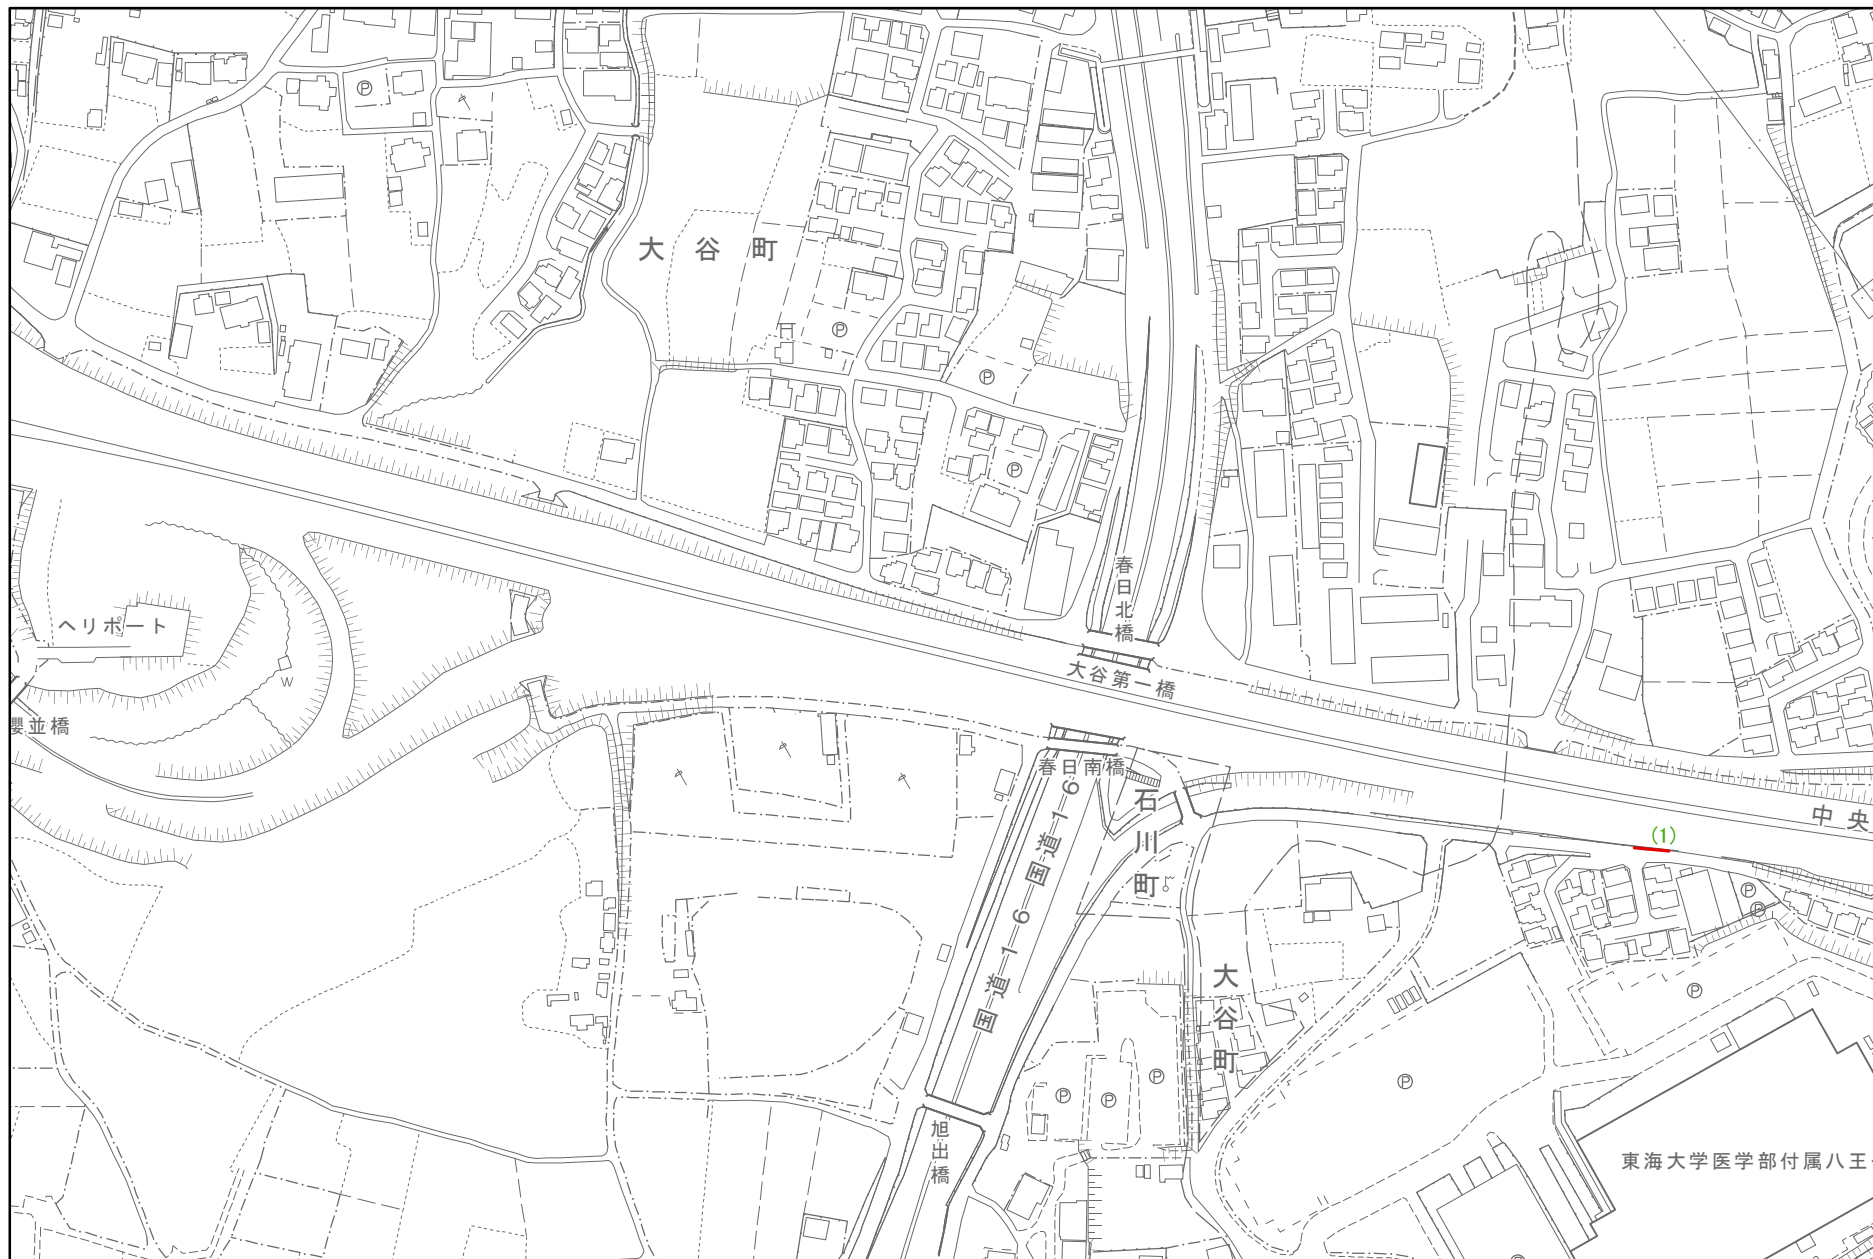 Ⓟ
大谷町
Ⓟ
Ⓟ
Ⓟ
春日北橋
ヘリポート
大谷第一橋
W
櫻並橋
春日南橋
国道16
国道16
石川町
中央
(1)
Ⓟ
Ⓟ
大谷町
Ⓟ
Ⓟ
Ⓟ
Ⓟ
Ⓟ
旭出橋
東海大学医学部付属八王